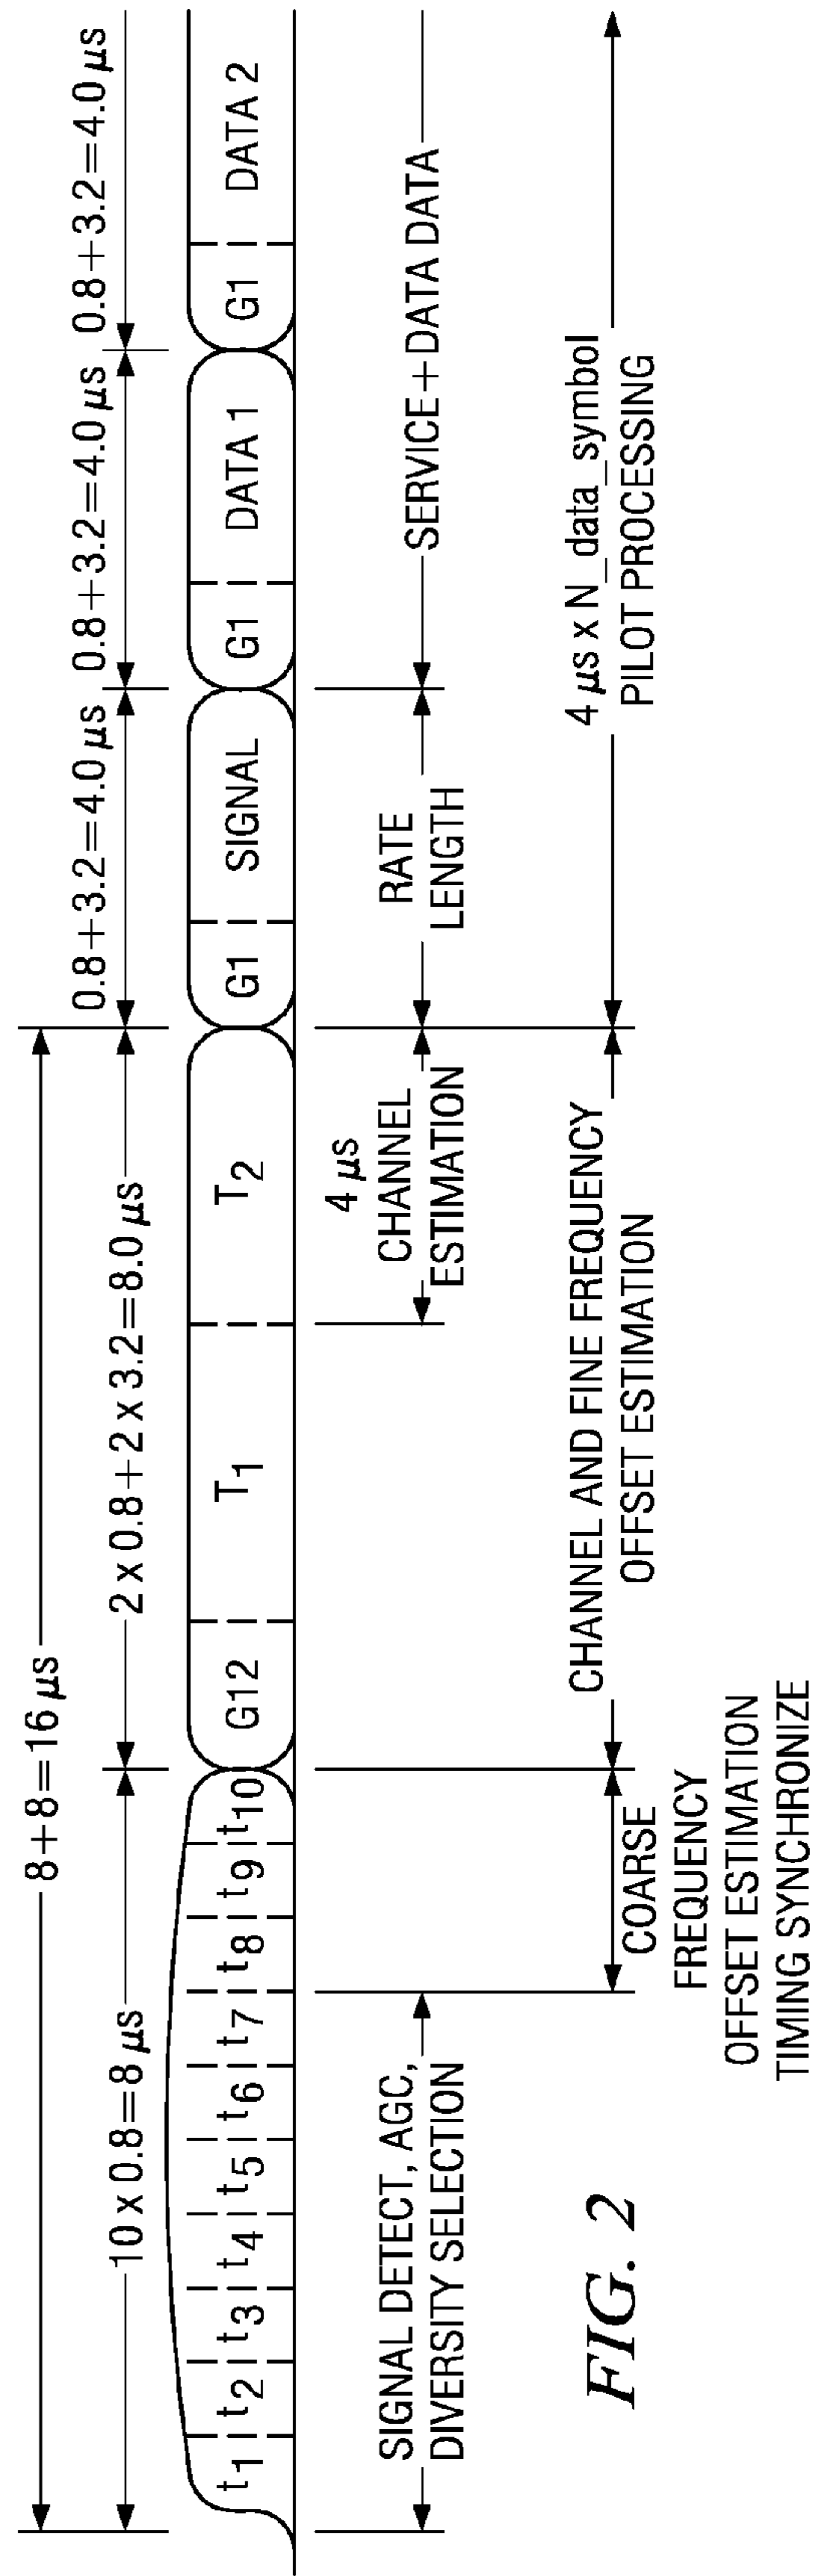 8+8=16 µs
10 x 0.8=8 µs
2 x 0.8+2 x 3.2=8.0 µs
0.8+3.2=4.0 µs
0.8+3.2=4.0 µs
0.8+3.2=4.0 µs
t1 t2 t3 t4 t5 t6 t7 t8 t9 t10 G12 T1 T2 G1 SIGNAL G1 DATA 1 G1 DATA 2
SIGNAL DETECT, AGC,
DIVERSITY SELECTION
4 µs
CHANNEL
ESTIMATION
RATE
LENGTH
SERVICE+DATA DATA
COARSE
FREQUENCY
OFFSET ESTIMATION
TIMING SYNCHRONIZE
CHANNEL AND FINE FREQUENCY
OFFSET ESTIMATION
4 µs x N_data_symbol
PILOT PROCESSING
FIG. 2